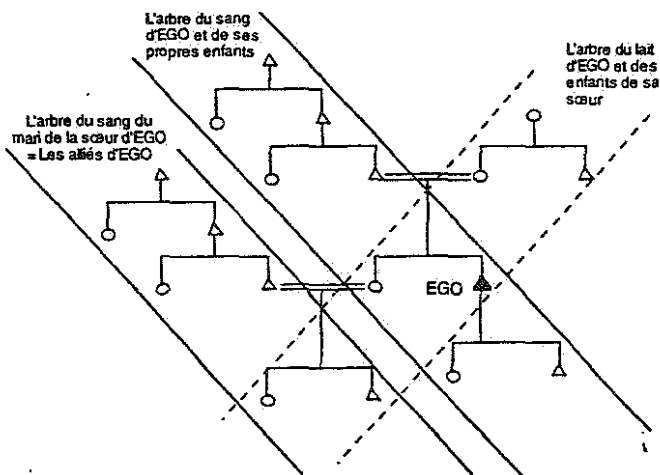 L'arbre du sang
d'EGO et de ses
propres enfants
L'arbre du lait
d'EGO et des
enfants de sa
sœur
L'arbre du sang du
mari de la sœur d'EGO
= Les alliés d'EGO
EGO